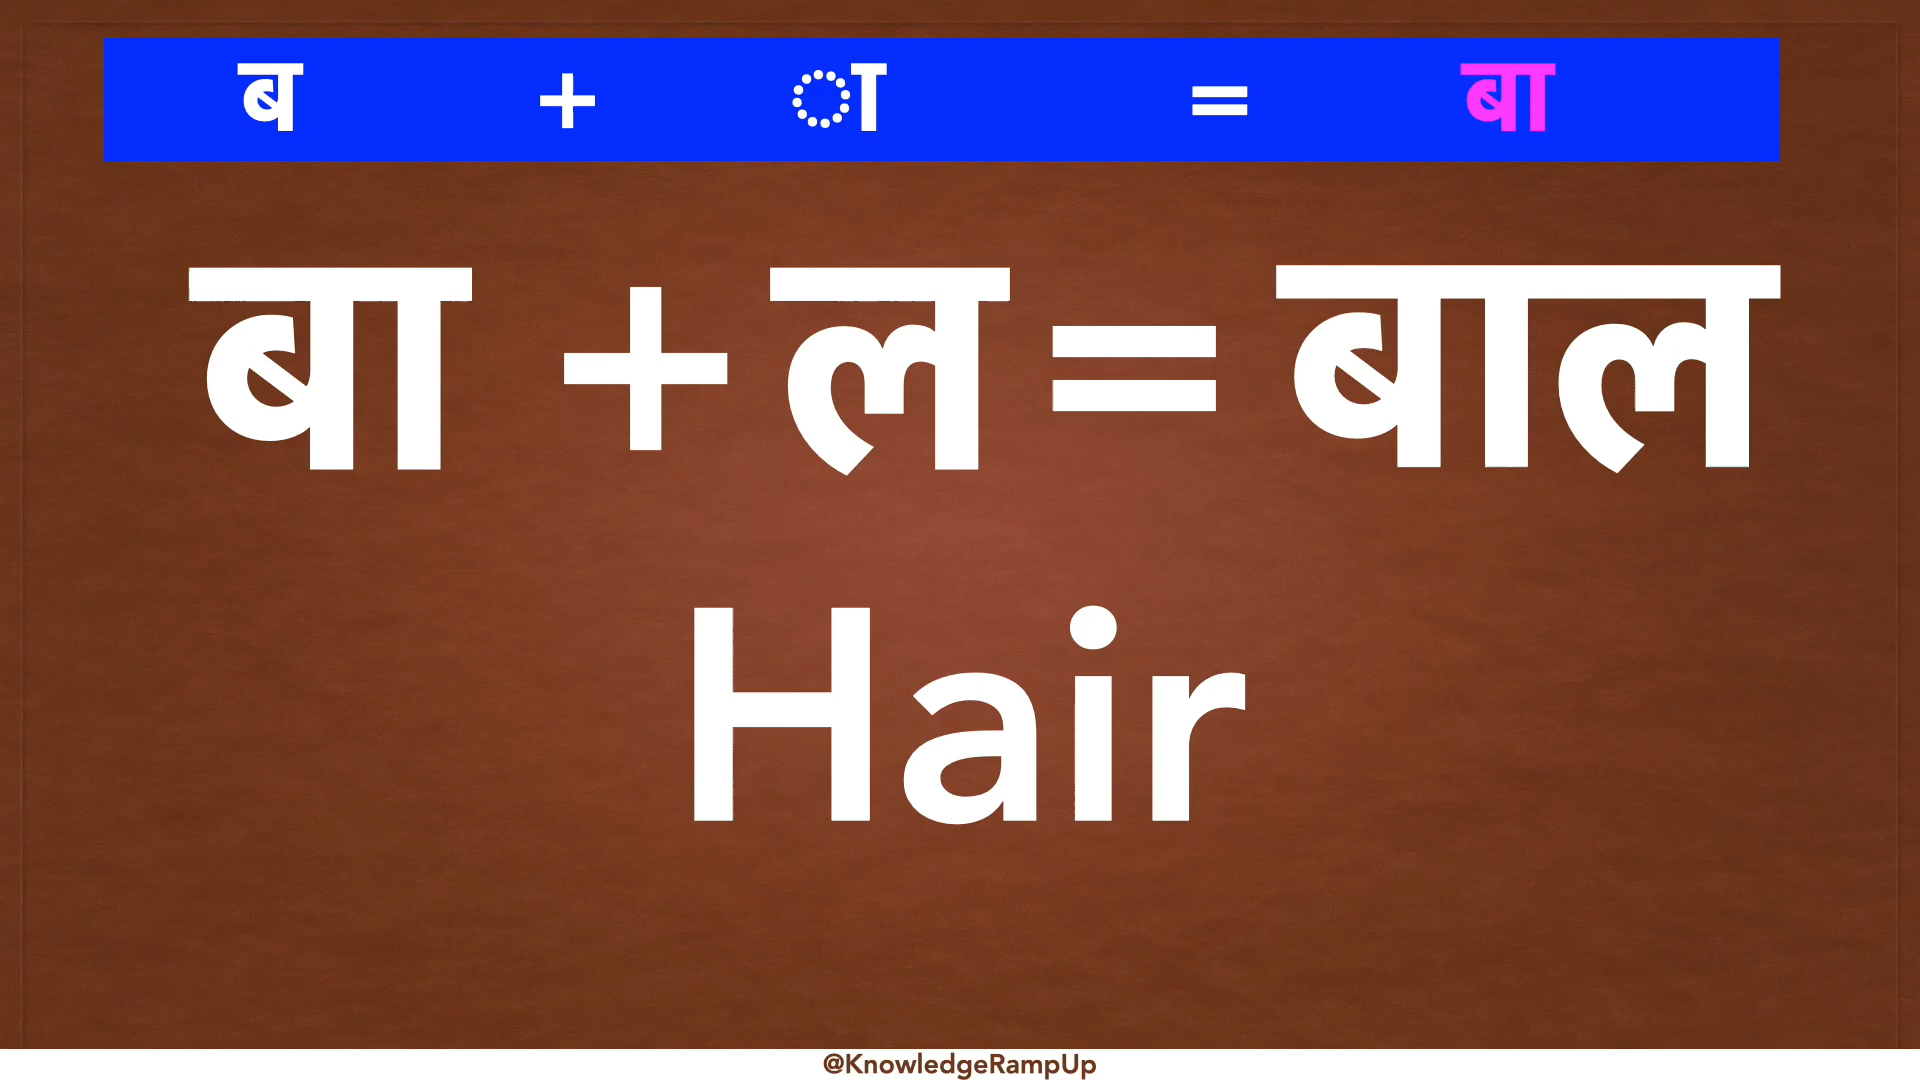 ब + ा = बा
बा + ल = बाल
Hair
@KnowledgeRampUp